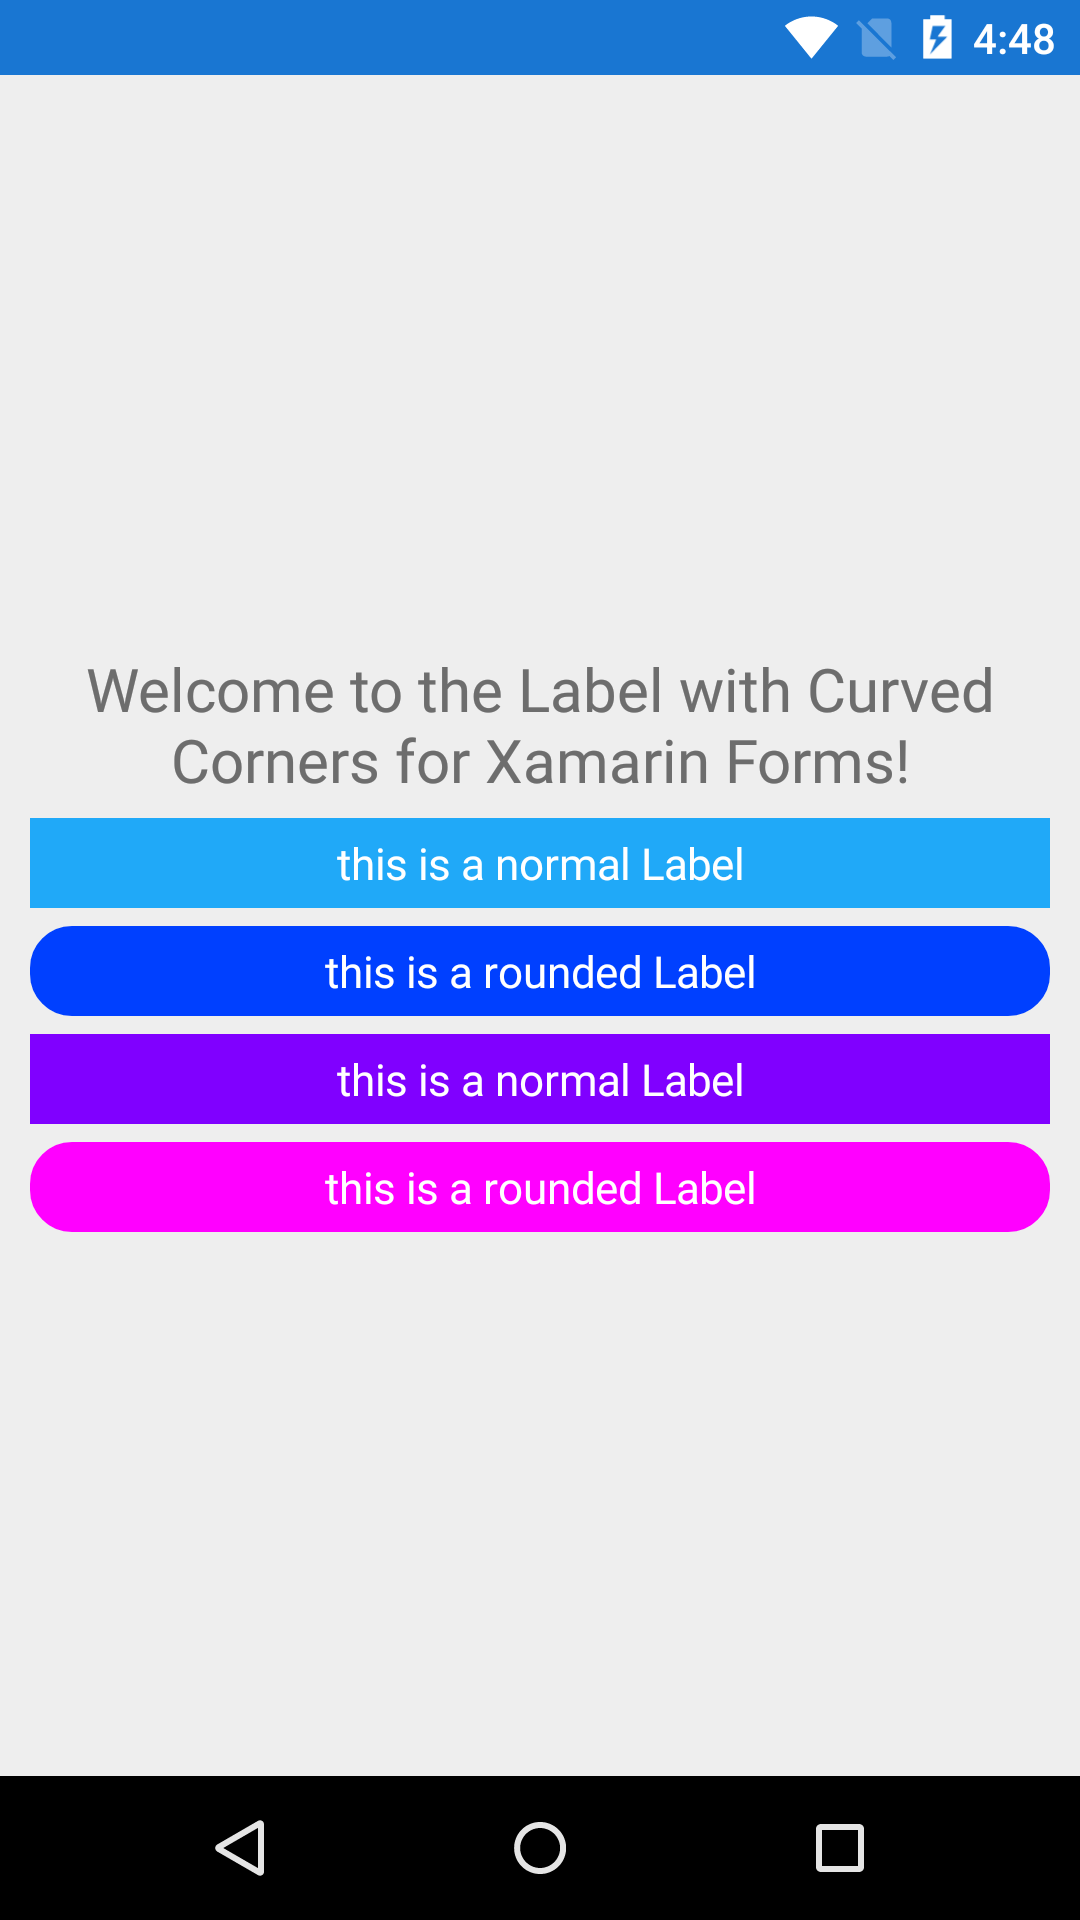 4:48
Welcome to the Label with Curved
Corners for Xamarin Forms!
this is a normal Label
this is a rounded Label
this is a normal Label
this is a rounded Label